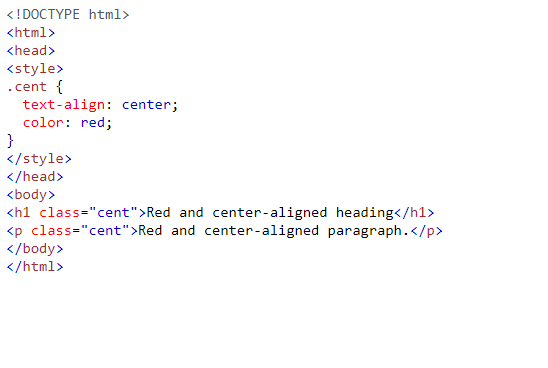 <!DOCTYPE html>
<html>
<head>
<style>
.cent {
  text-align: center;
  color: red;
}
</style>
</head>
<body>
<h1 class="cent">Red and center-aligned heading</h1>
<p class="cent">Red and center-aligned paragraph.</p>
</body>
</html>